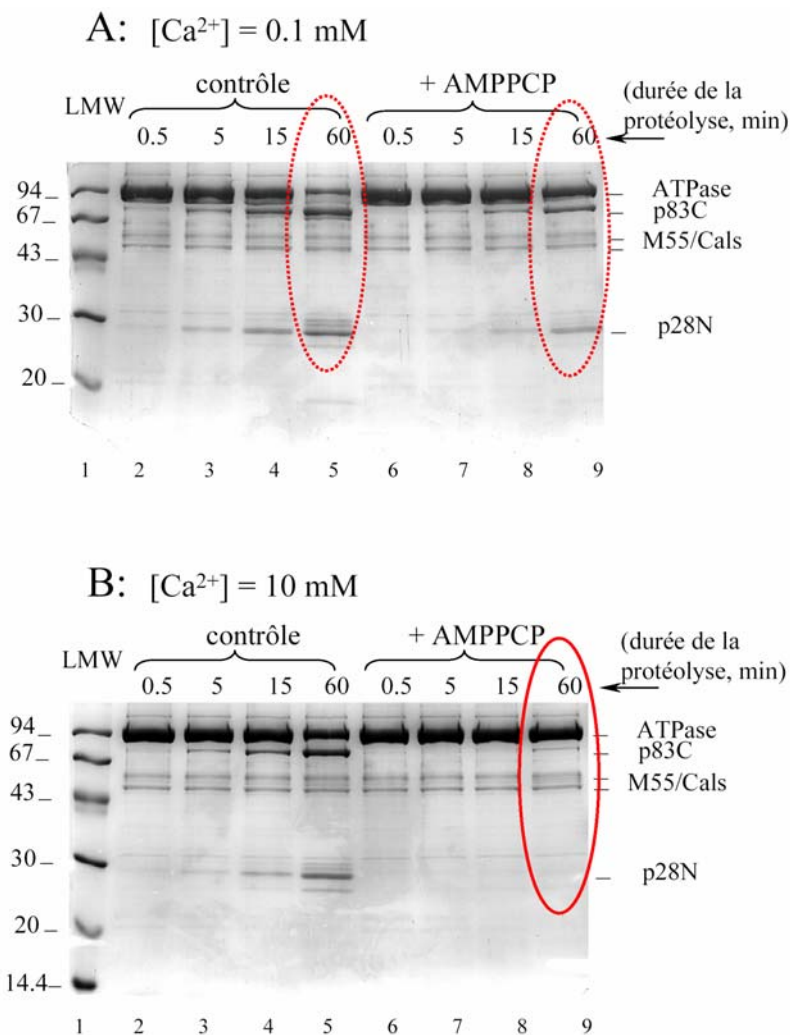 A: [Ca²⁺] = 0.1 mM
contrôle
+ AMPPCP
LMW
0.5 5 15 60 0.5 5 15 60
(durée de la
protéolyse, min)
94
67
43
30
20
ATPase
p83C
M55/Cals
p28N
1 2 3 4 5 6 7 8 9
B: [Ca²⁺] = 10 mM
contrôle
+ AMPPCP
LMW
0.5 5 15 60 0.5 5 15 60
(durée de la
protéolyse, min)
94
67
43
30
20
14.4
ATPase
p83C
M55/Cals
p28N
1 2 3 4 5 6 7 8 9